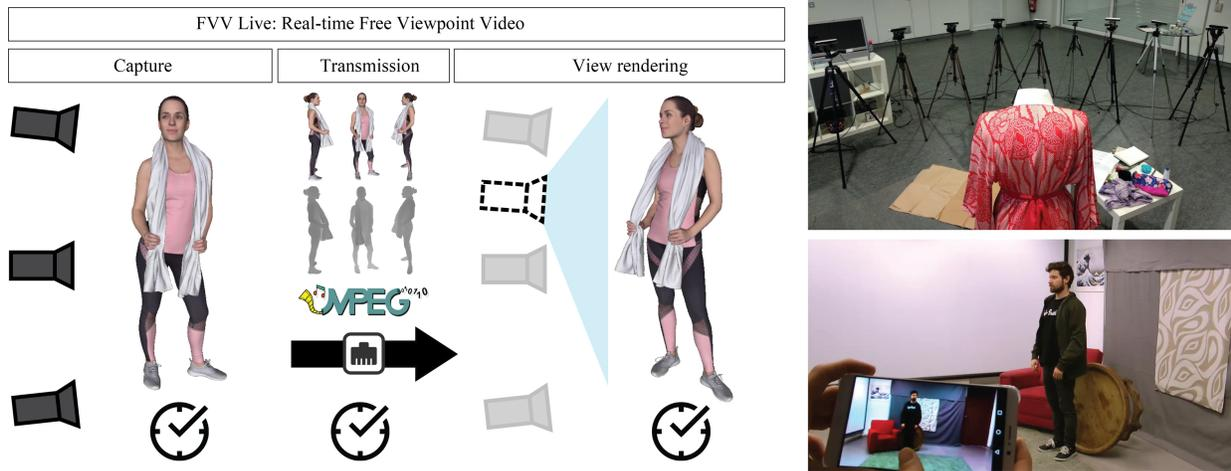 FVV Live: Real-time Free Viewpoint Video
Capture
Transmission
View rendering
MPEG